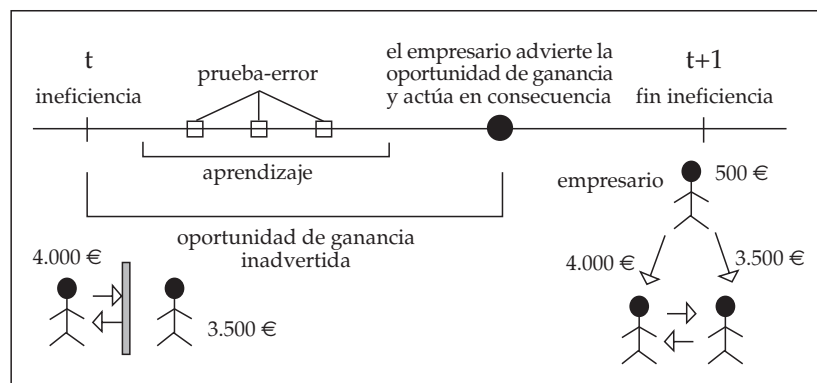 t
ineficiencia
prueba-error
el empresario advierte la
oportunidad de ganancia
y actúa en consecuencia
t+1
fin ineficiencia
aprendizaje
oportunidad de ganancia
inadvertida
4.000 €
3.500 €
empresario
500 €
4.000 €
3.500 €